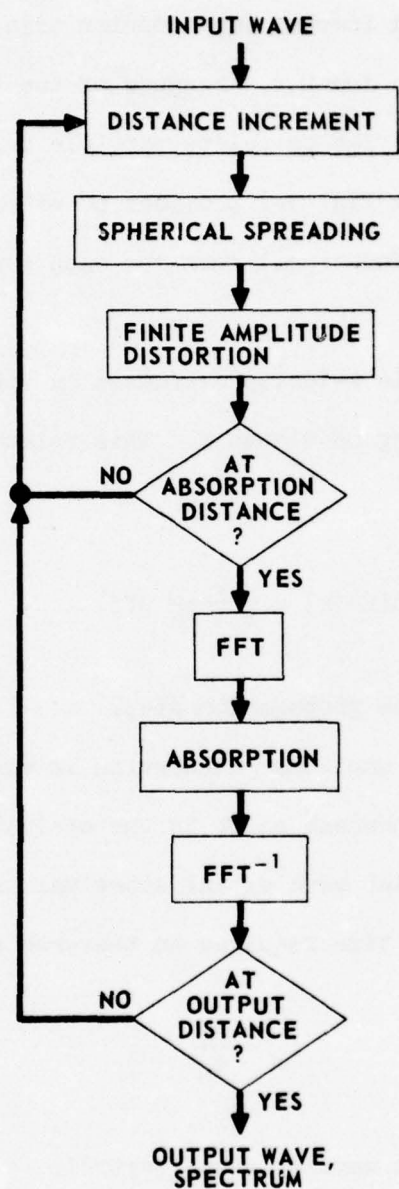 INPUT WAVE
DISTANCE INCREMENT
SPHERICAL SPREADING
FINITE AMPLITUDE
DISTORTION
NO
AT
ABSORPTION
DISTANCE
?
YES
FFT
ABSORPTION
FFT⁻¹
NO
AT
OUTPUT
DISTANCE
?
YES
OUTPUT WAVE,
SPECTRUM